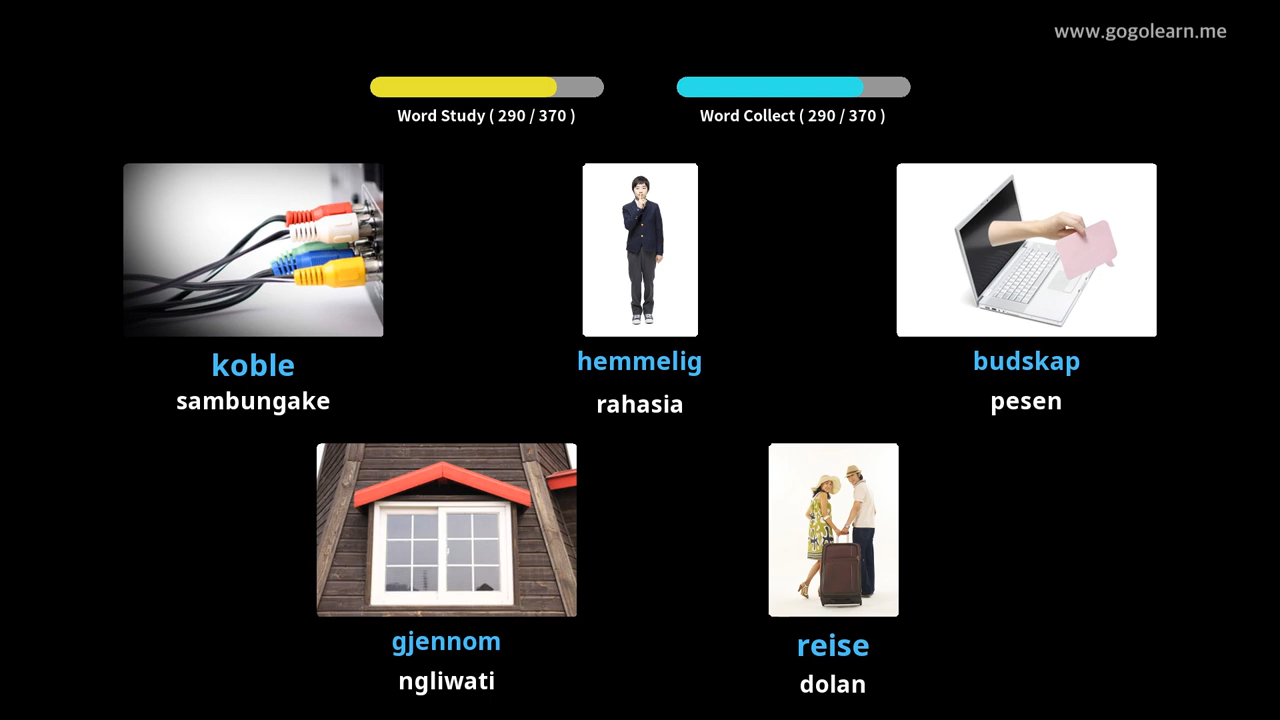 www.gogolearn.me
Word Study ( 290 / 370 )
Word Collect ( 290 / 370 )
koble
sambungake
hemmelig
rahasia
budskap
pesen
gjennom
ngliwati
reise
dolan